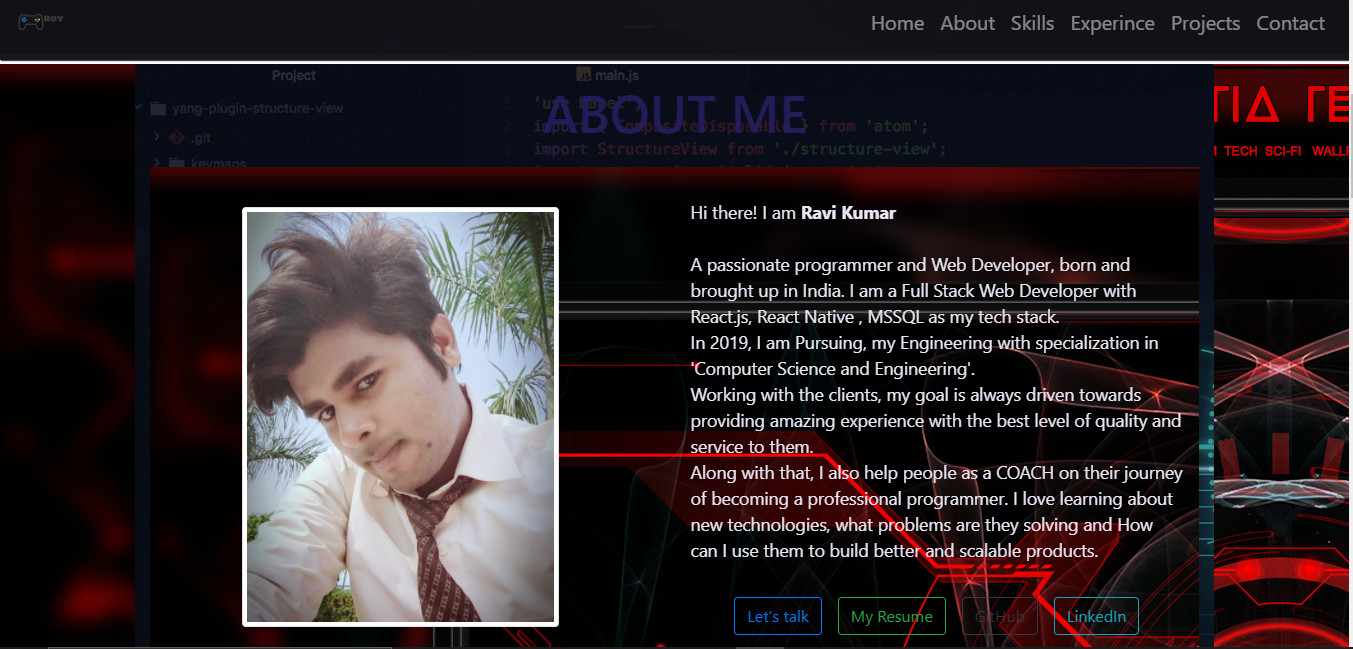 ROV
Home About Skills Experince Projects Contact
Project
main.js
yang-plugin-structure-view
.git
keymaps
ABOUT ME
1 'use babel';
2 import CompositeDisposable } from 'atom';
3 import StructureView from './structure-view';
TECH SCI-FI
Hi there! I am Ravi Kumar
A passionate programmer and Web Developer, born and
brought up in India. I am a Full Stack Web Developer with
React.js, React Native , MSSQL as my tech stack.
In 2019, I am Pursuing, my Engineering with specialization in
'Computer Science and Engineering'.
Working with the clients, my goal is always driven towards
providing amazing experience with the best level of quality and
service to them.
Along with that, I also help people as a COACH on their journey
of becoming a professional programmer. I love learning about
new technologies, what problems are they solving and How
can I use them to build better and scalable products.
Let's talk My Resume GitHub LinkedIn